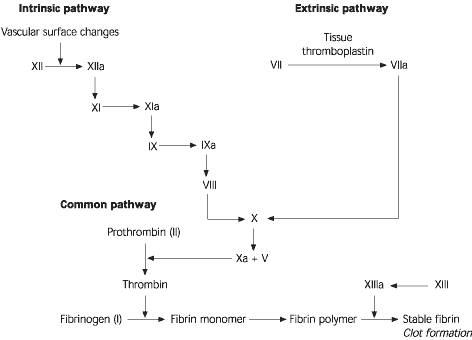 Intrinsic pathway
Extrinsic pathway
Vascular surface changes
Tissue
thromboplastin
XII
XIIa
VII
VIIa
XI
XIa
IX
IXa
VIII
Common pathway
X
Prothrombin (II)
Xa + V
Thrombin
XIIIa
XIII
Fibrinogen (I)
Fibrin monomer
Fibrin polymer
Stable fibrin
Clot formation